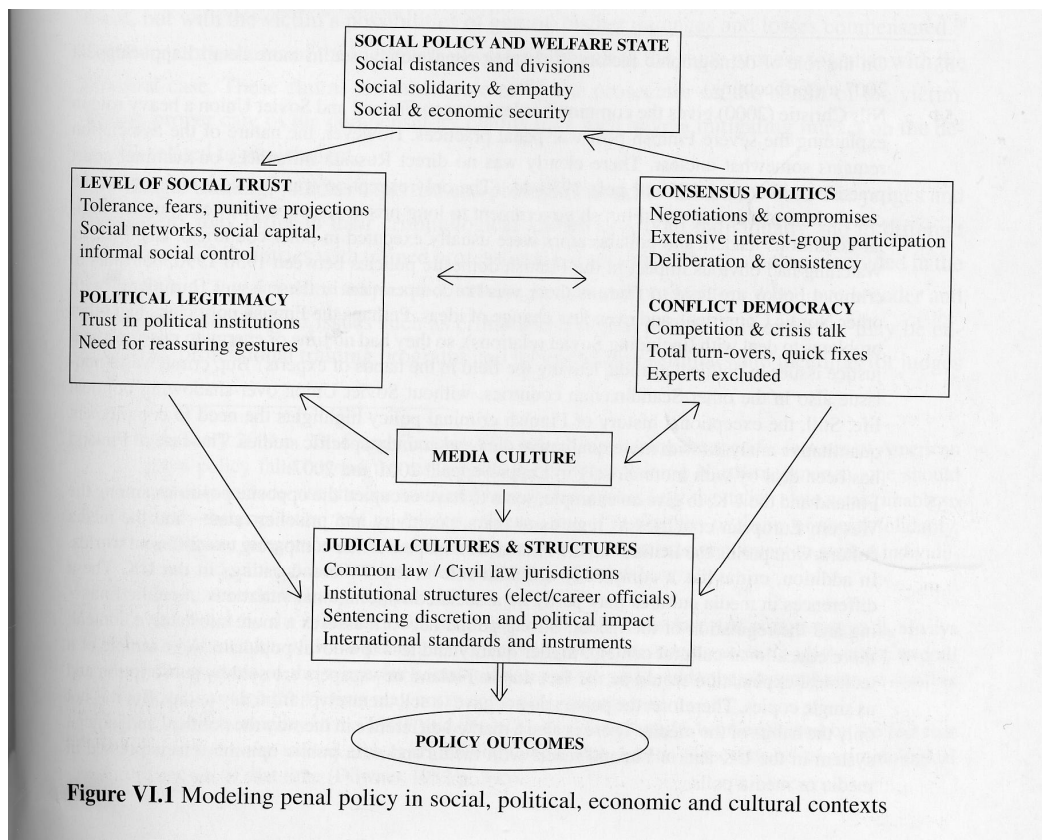 SOCIAL POLICY AND WELFARE STATE
Social distances and divisions
Social solidarity & empathy
Social & economic security
LEVEL OF SOCIAL TRUST
Tolerance, fears, punitive projections
Social networks, social capital,
informal social control
POLITICAL LEGITIMACY
Trust in political institutions
Need for reassuring gestures
CONSENSUS POLITICS
Negotiations & compromises
Extensive interest-group participation
Deliberation & consistency
CONFLICT DEMOCRACY
Competition & crisis talk
Total turn-overs, quick fixes
Experts excluded
MEDIA CULTURE
JUDICIAL CULTURES & STRUCTURES
Common law / Civil law jurisdictions
Institutional structures (elect/career officials)
Sentencing discretion and political impact
International standards and instruments
POLICY OUTCOMES
Figure VI.1 Modeling penal policy in social, political, economic and cultural contexts